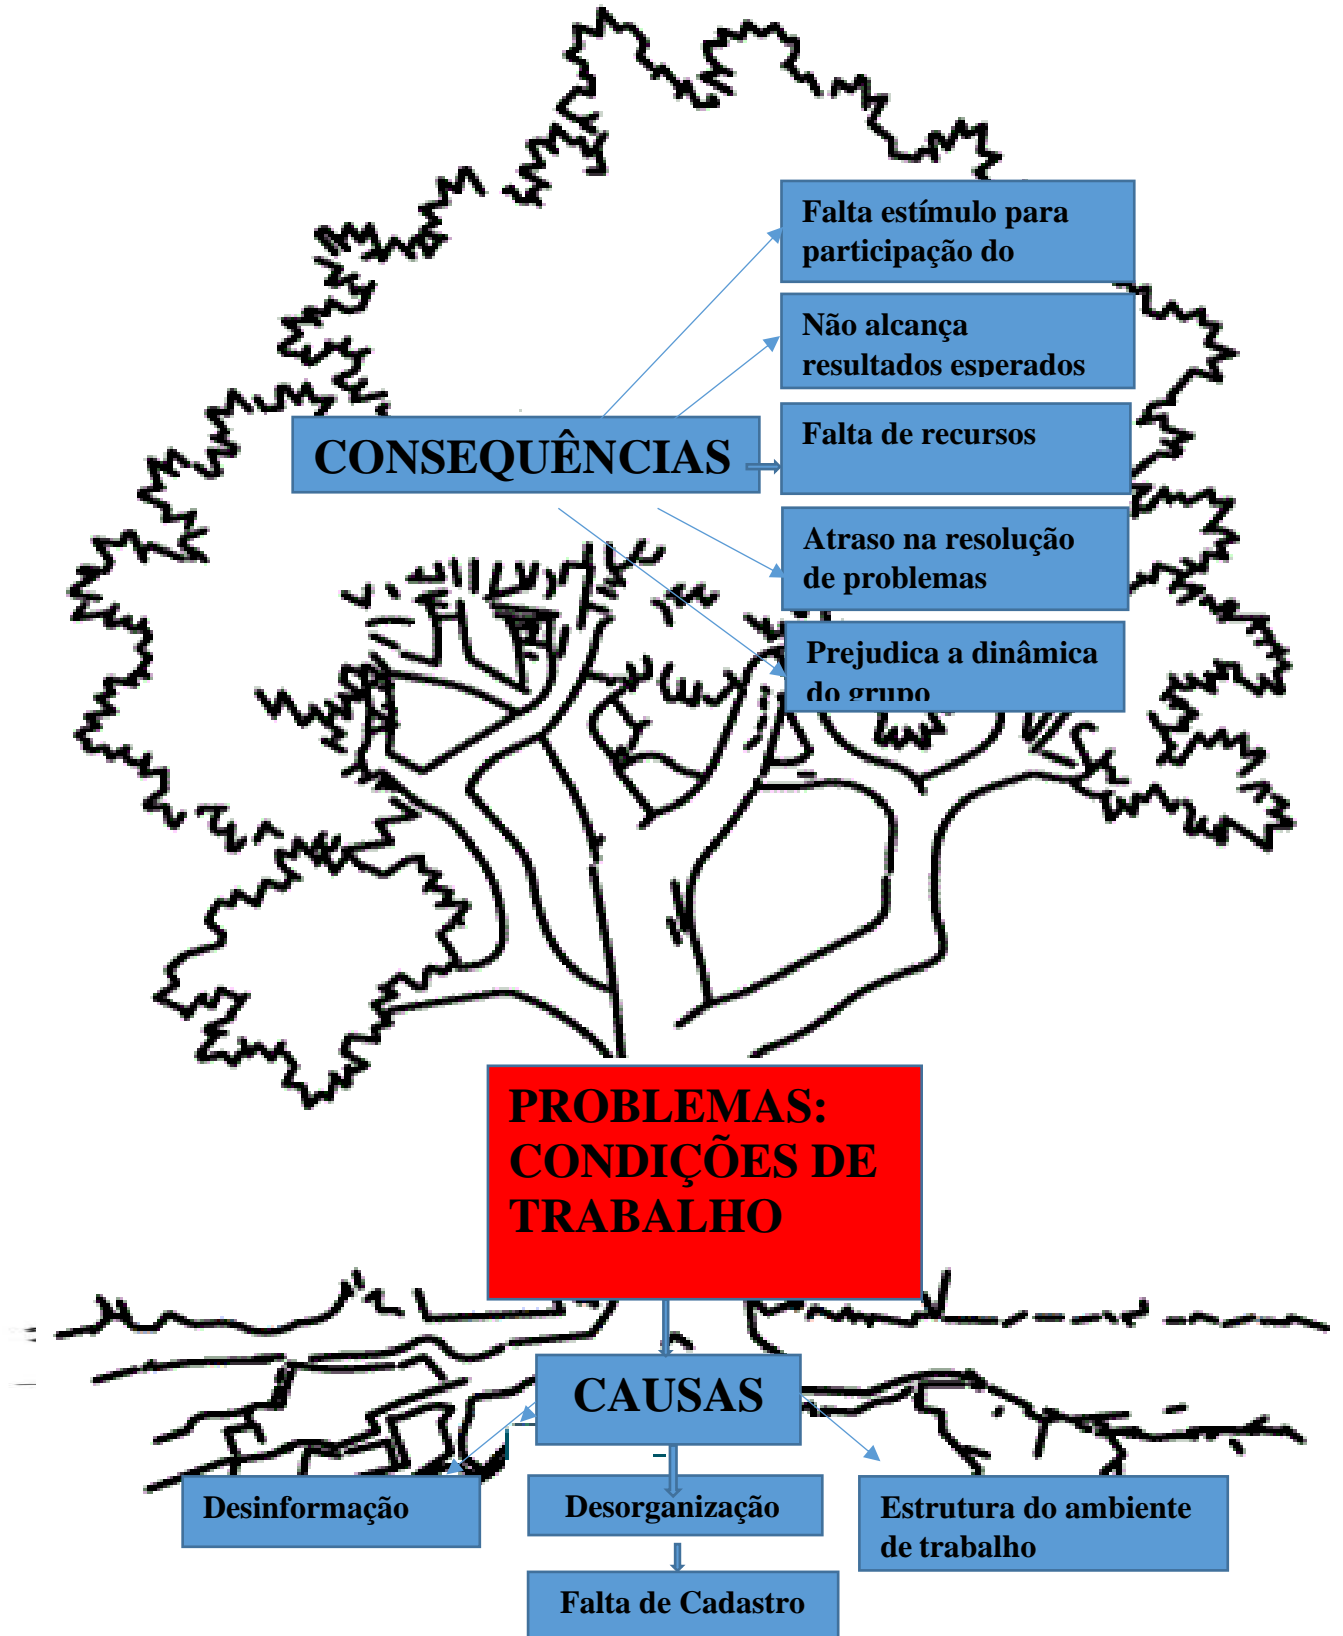 Falta estímulo para
participação do
Não alcança
resultados esperados
CONSEQUÊNCIAS
Falta de recursos
Atraso na resolução
de problemas
Prejudica a dinâmica
do grupo
PROBLEMAS:
CONDIÇÕES DE
TRABALHO
CAUSAS
Desinformação
Desorganização
Estrutura do ambiente
de trabalho
Falta de Cadastro